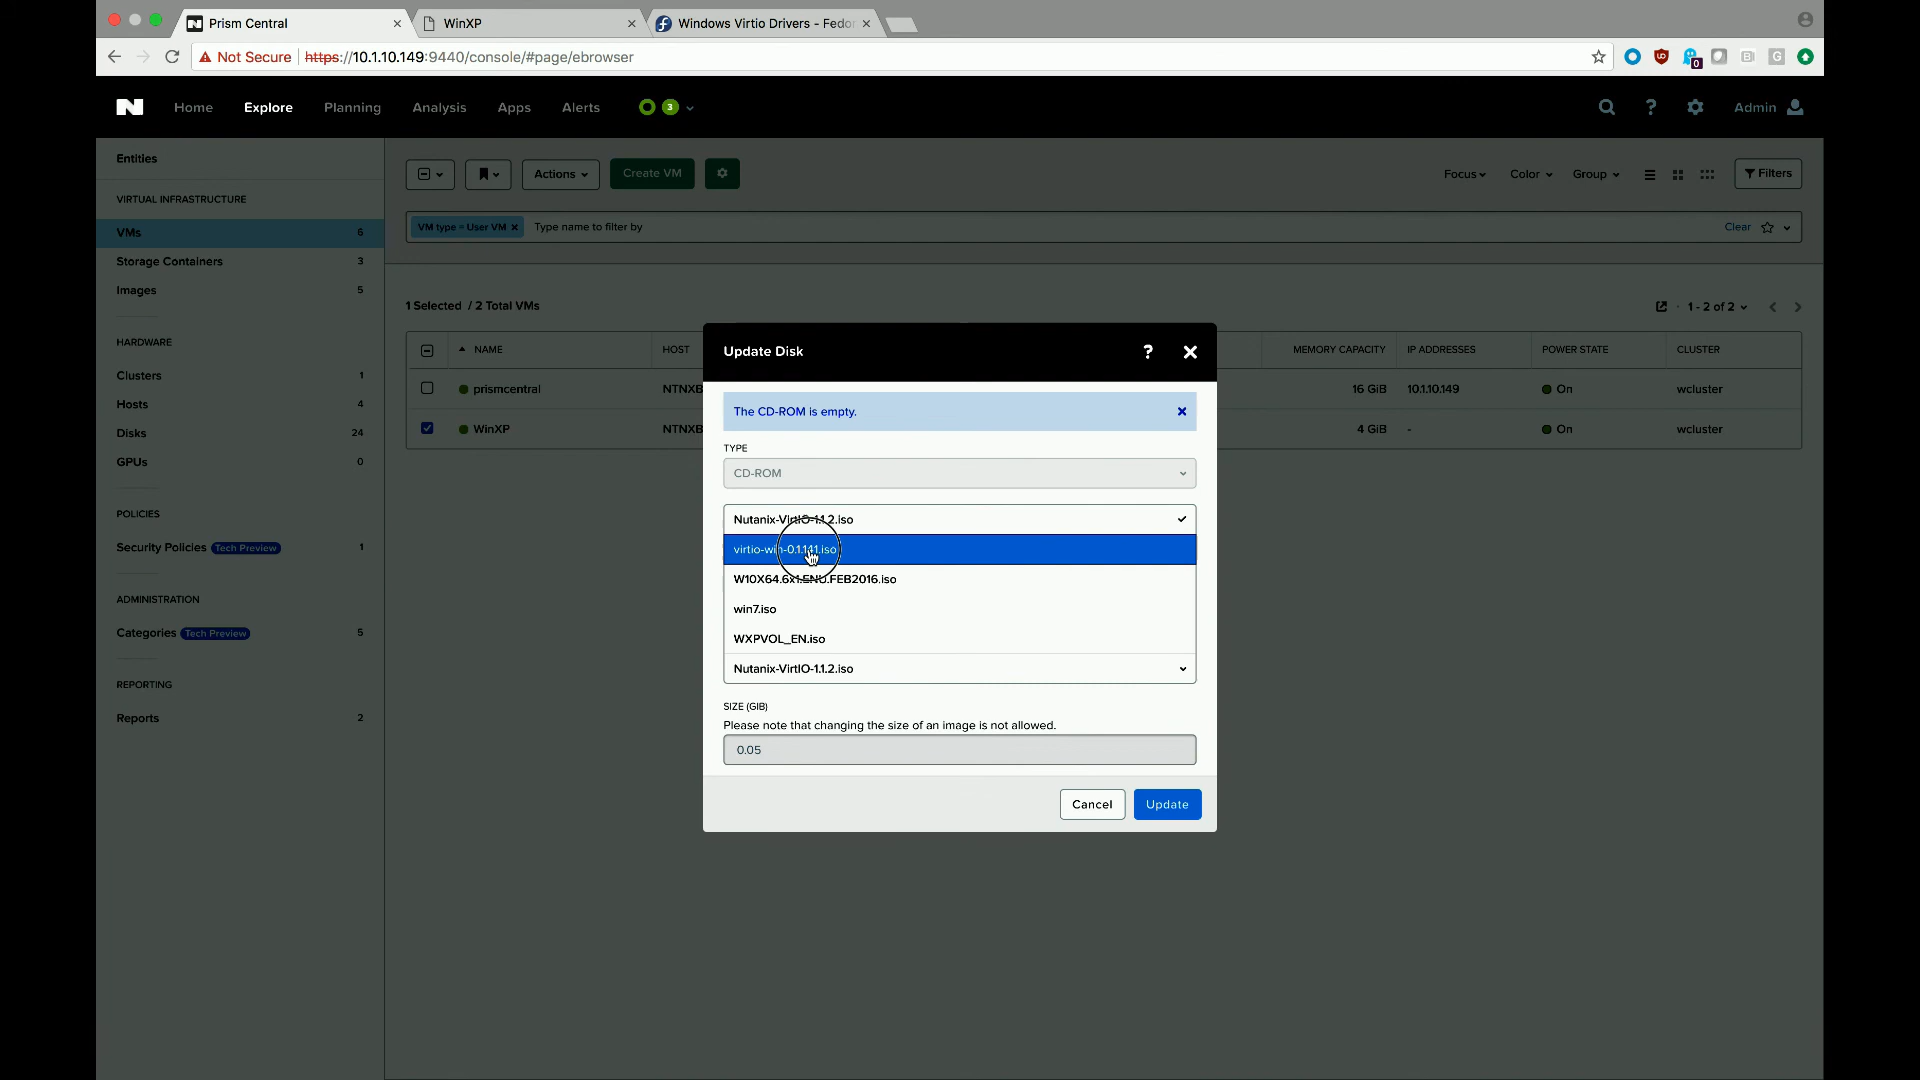 Prism Central
WinXP
Windows Virtio Drivers - Fedo
Not Secure
https://10.1.10.149:9440/console/#page/ebrowser
0
Home
Explore
Planning
Analysis
Apps
Alerts
3
?
Admin
Entities
VIRTUAL INFRASTRUCTURE
VMs 6
Storage Containers 3
Images 5
HARDWARE
Clusters 1
Hosts 4
Disks 24
GPUs 0
POLICIES
Security Policies Tech Preview 1
ADMINISTRATION
Categories Tech Preview 5
REPORTING
Reports 2
Actions
Create VM
Focus
Color
Group
Filters
VM type = User VM
Type name to filter by
Clear
1 Selected / 2 Total VMs
1 - 2 of 2
NAME HOST MEMORY CAPACITY IP ADDRESSES POWER STATE CLUSTER
prismcentral NTNXB 16 GiB 10.1.10.149 On wcluster
WinXP NTNXB 4 GiB - On wcluster
Update Disk
?
The CD-ROM is empty.
TYPE
CD-ROM
Nutanix-VirtIO-1.1.2.iso
virtio-win-0.1.141.iso
W10X64.6x1.ENU.FEB2016.iso
win7.iso
WXPVOL_EN.iso
Nutanix-VirtIO-1.1.2.iso
SIZE (GIB)
Please note that changing the size of an image is not allowed.
0.05
Cancel
Update